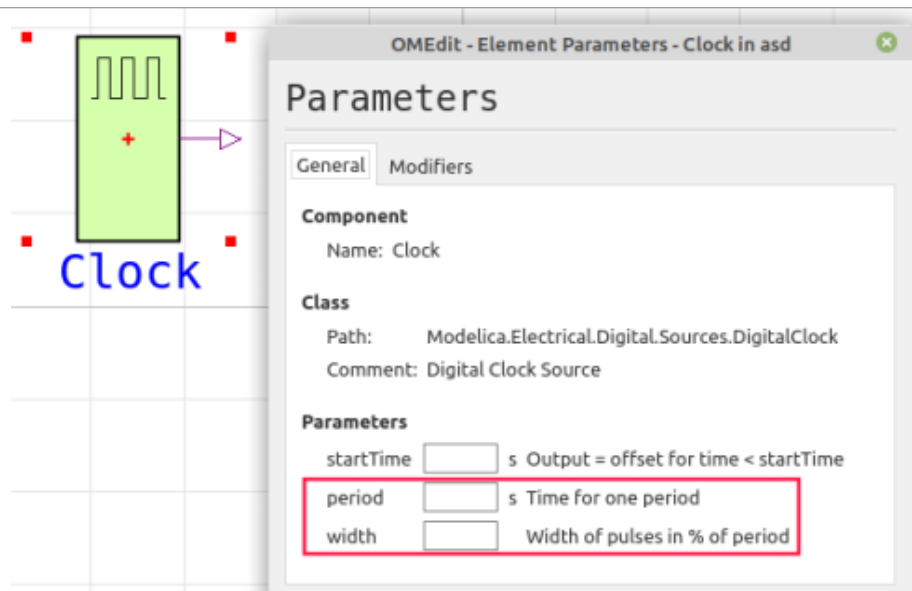 OMEdit - Element Parameters - Clock in asd
Parameters
General Modifiers
Component
Name: Clock
Clock
Class
Path: Modelica.Electrical.Digital.Sources.DigitalClock
Comment: Digital Clock Source
Parameters
startTime s Output = offset for time < startTime
period s Time for one period
width Width of pulses in % of period